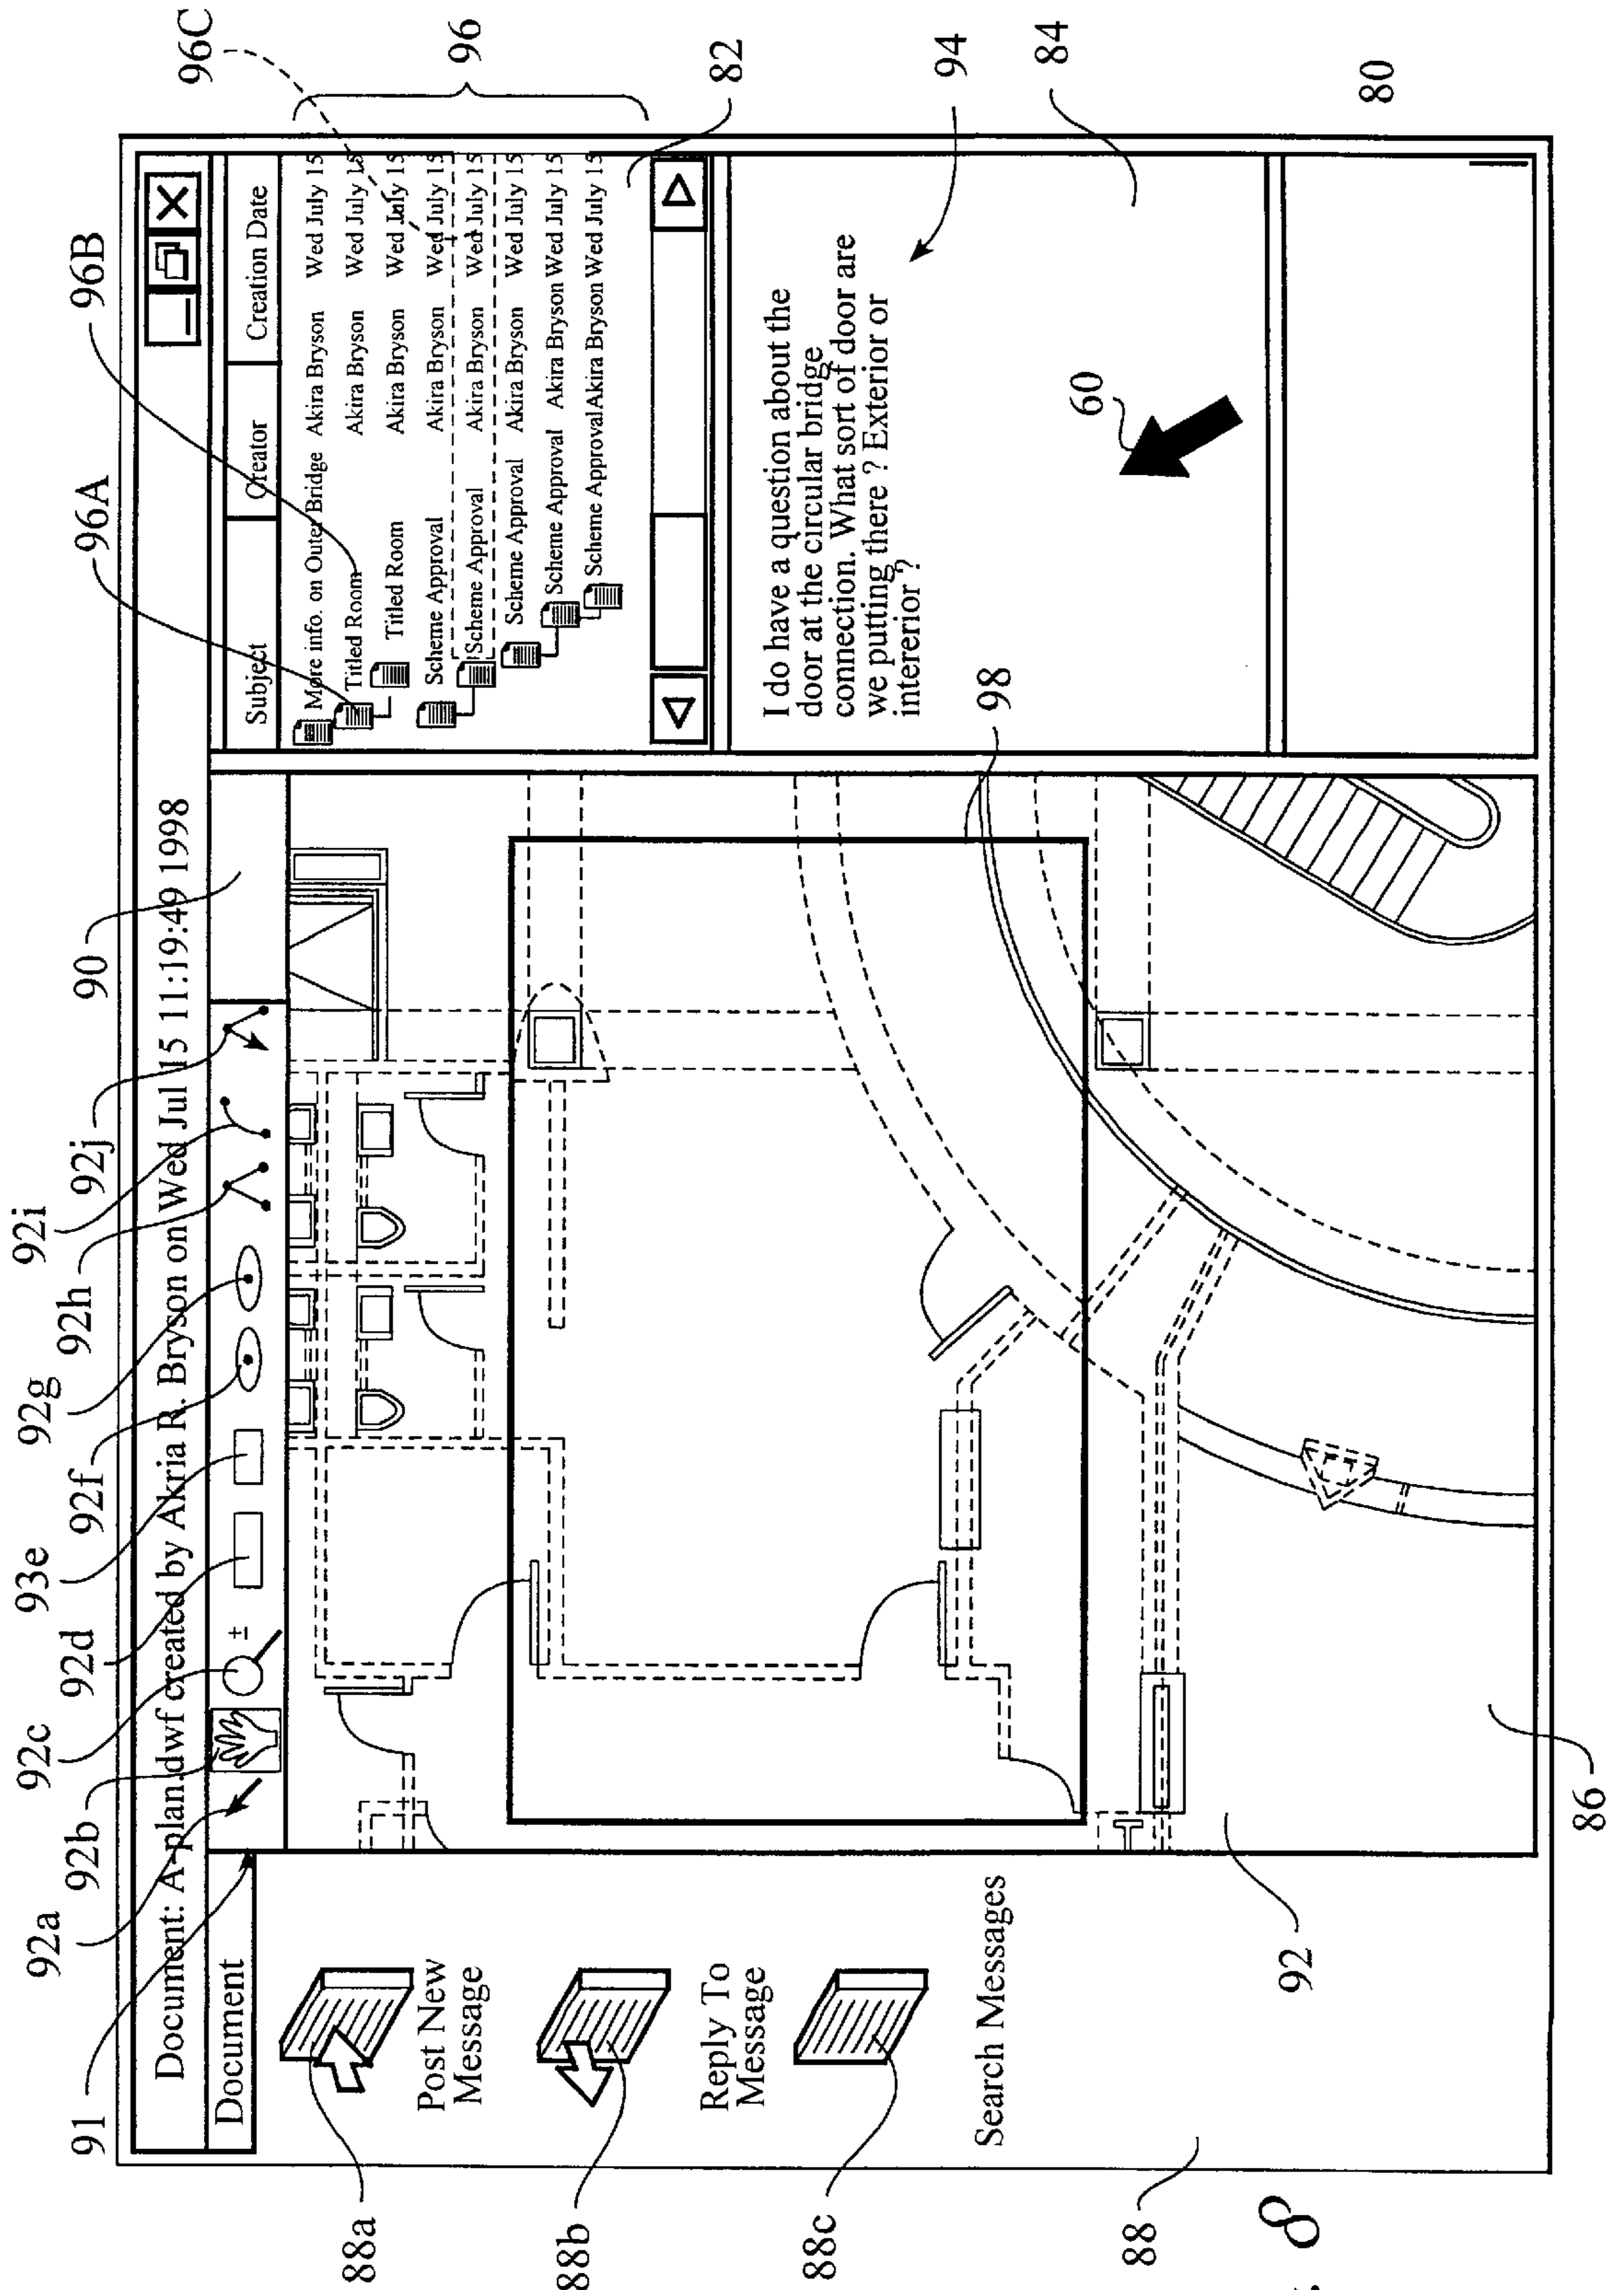 96C
96
82
94
84
80
96B
96A
90
92j
92i
92h
92g
92f
93e
92d
92c
92b
92a
91
Document: A-plan.dwf created by Akria R. Bryson on Wed Jul 15 11:19:49 1998
Document
Subject
Creator
Creation Date
More info. on Outer Bridge Akira Bryson Wed July 15
Titled Room Akira Bryson Wed July 15
Titled Room Akira Bryson Wed July 15
Scheme Approval Akira Bryson Wed July 15
Scheme Approval Akira Bryson Wed July 15
Scheme Approval Akira Bryson Wed July 15
Scheme Approval Akira Bryson Wed July 15
Scheme Approval Akira Bryson Wed July 15
I do have a question about the
door at the circular bridge
connection. What sort of door are
we putting there ? Exterior or
intererior ?
60
98
±
Post New
Message
Reply To
Message
Search Messages
88a
88b
88c
88
92
86
8